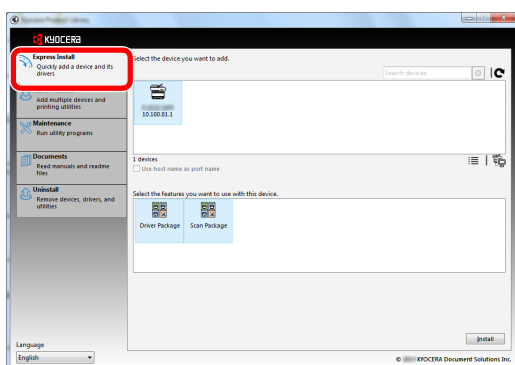 Kyocera Product Library
KYOCERA
Express Install
Quickly add a device and its
drivers
Add multiple devices and
printing utilities
Maintenance
Run utility programs
Documents
Read manuals and readme
files
Uninstall
Remove devices, drivers, and
utilities
Language
English
Select the device you want to add.
Search devices
10.180.81.1
1 devices
Use host name as port name
Select the features you want to use with this device.
Driver Package
Scan Package
Install
© KYOCERA Document Solutions Inc.